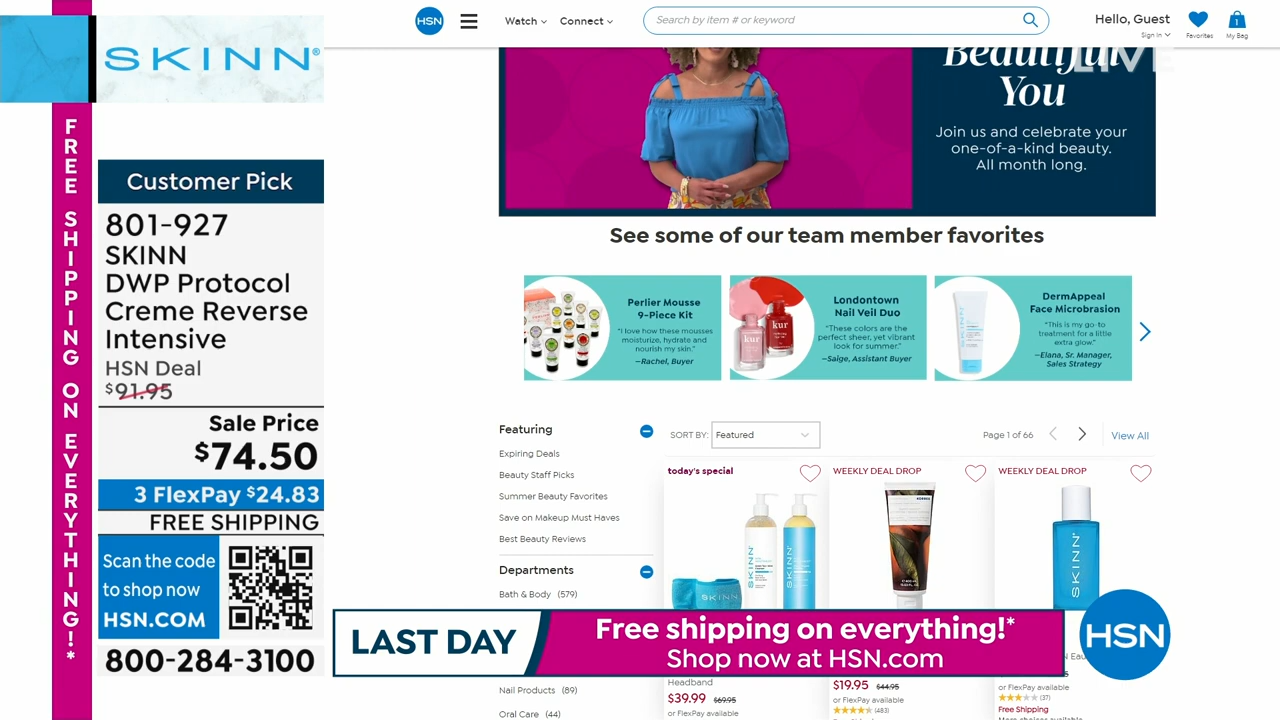 SKINN®
FREE SHIPPING ON EVERYTHING!*
Customer Pick
801-927
SKINN
DWP Protocol
Creme Reverse
Intensive
HSN Deal
$91.95
Sale Price
$74.50
3 FlexPay $24.83
FREE SHIPPING
Scan the code
to shop now
HSN.COM
800-284-3100
HSN
Watch
Connect
Search by item # or keyword
Hello, Guest
Sign in
Favorites
1
My Bag
LIVE
Beautiful
You
Join us and celebrate your
one-of-a-kind beauty.
All month long.
See some of our team member favorites
Perlier Mousse
9-Piece Kit
"I love how these mousses
moisturize, hydrate and
nourish my skin."
—Rachel, Buyer
kur
kur
Londontown
Nail Veil Duo
"These colors are the
perfect sheer, yet vibrant
look for summer."
—Saige, Assistant Buyer
DermAppeal
Face Microbrasion
"This is my go-to
treatment for a little
extra glow."
—Elana, Sr. Manager,
Sales Strategy
Featuring
Expiring Deals
Beauty Staff Picks
Summer Beauty Favorites
Save on Makeup Must Haves
Best Beauty Reviews
Departments
Bath & Body (579)
Nail Products (89)
Oral Care (44)
SORT BY:
Featured
Page 1 of 66
View All
today's special
SKINN
SKINN
SKINN
Headband
$39.99 $69.95
or FlexPay available
WEEKLY DEAL DROP
$19.95 $44.95
or FlexPay available
(483)
WEEKLY DEAL DROP
SKINN
or FlexPay available
(37)
Free Shipping
More choices available
LAST DAY
Free shipping on everything!*
Shop now at HSN.com
HSN